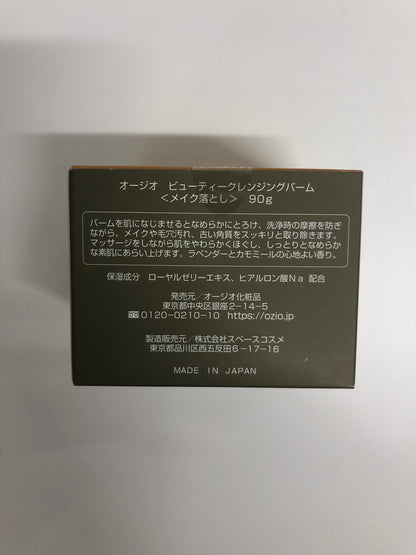 オージオ ビューティークレンジングバーム
＜メイク落とし＞ 90g
バームを肌になじませるとなめらかにとろけ、洗浄時の摩擦を防ぎ
ながら、メイクや毛穴汚れ、古い角質をスッキリと取り除きます。
マッサージをしながら肌をやわらかくほぐし、しっとりとなめらか
な素肌にあらい上げます。ラベンダーとカモミールの心地よい香り。
保湿成分 ローヤルゼリーエキス、ヒアルロン酸Ｎａ 配合
発売元／オージオ化粧品
東京都中央区銀座2-14-5
0120-0210-10 https://ozio.jp
製造販売元／株式会社スペースコスメ
東京都品川区西五反田6-17-16
MADE IN JAPAN